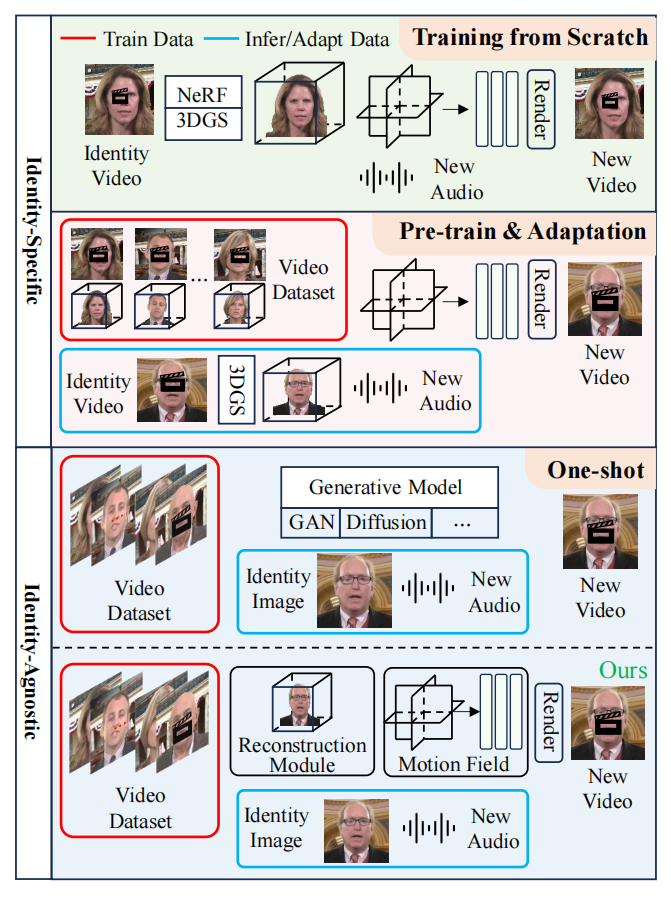 Train Data
Infer/Adapt Data
Training from Scratch
NeRF
3DGS
Render
Identity
Video
New
Audio
New
Video
Identity-Specific
Pre-train & Adaptation
Video
Dataset
Render
New
Video
Identity
Video
3DGS
New
Audio
One-shot
Generative Model
GAN
Diffusion
...
Video
Dataset
Identity
Image
New
Audio
New
Video
Identity-Agnostic
Ours
Reconstruction
Module
Motion Field
Render
New
Video
Video
Dataset
Identity
Image
New
Audio